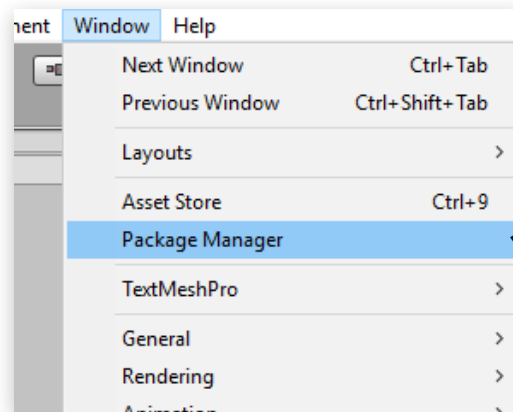 Window Help
Next Window Ctrl+Tab
Previous Window Ctrl+Shift+Tab
Layouts
Asset Store Ctrl+9
Package Manager
TextMeshPro
General
Rendering
Animation